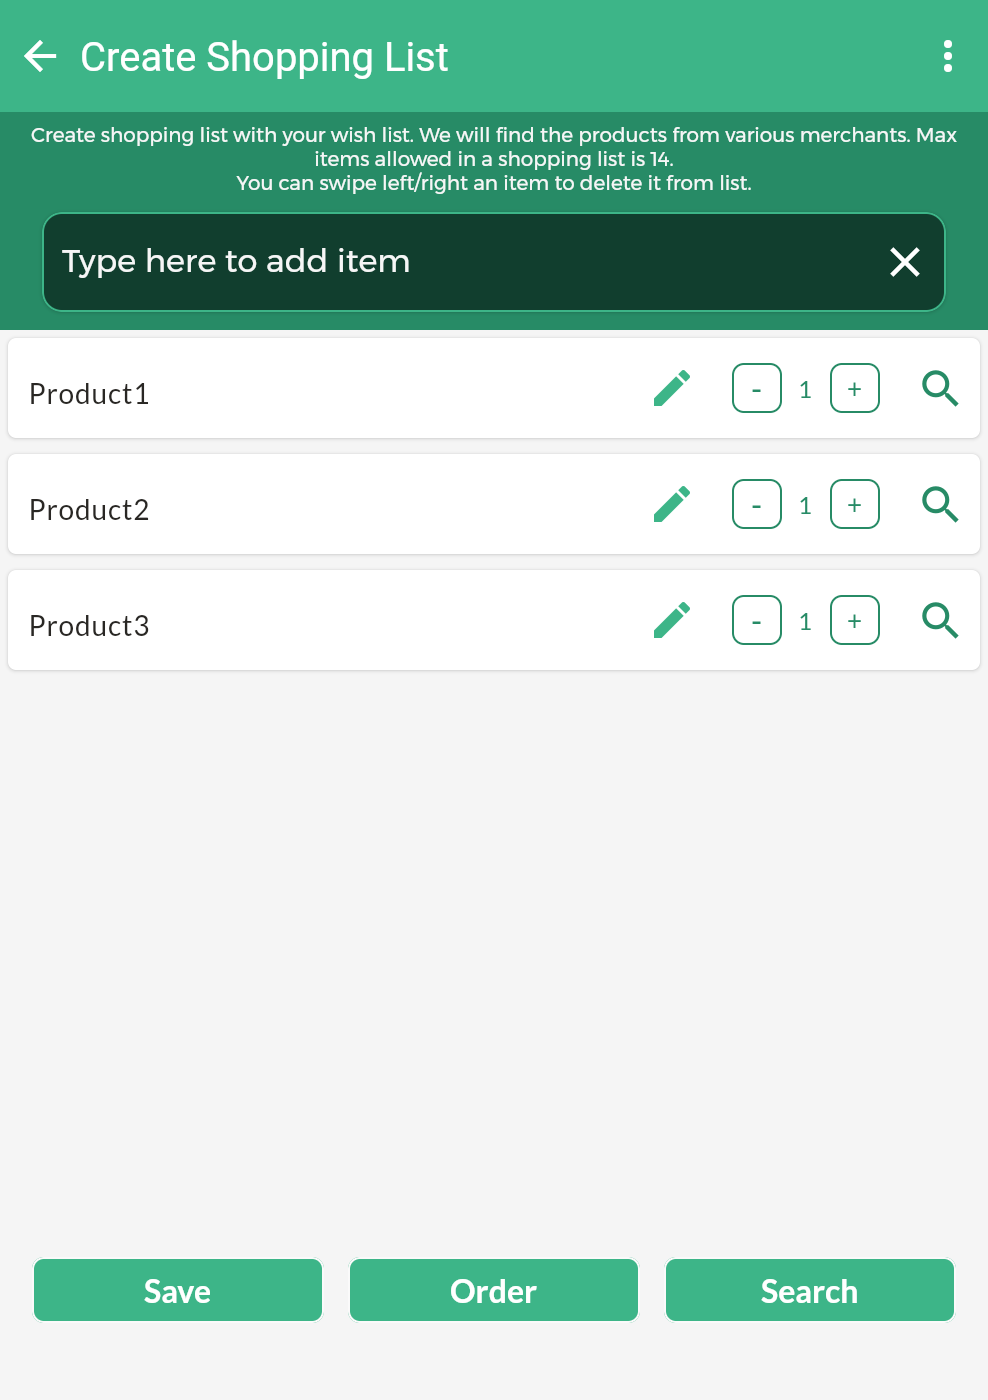 Create Shopping List
Create shopping list with your wish list. We will find the products from various merchants. Max
items allowed in a shopping list is 14.
You can swipe left/right an item to delete it from list.
Type here to add item
Product1 - 1 +
Product2 - 1 +
Product3 - 1 +
Save Order Search